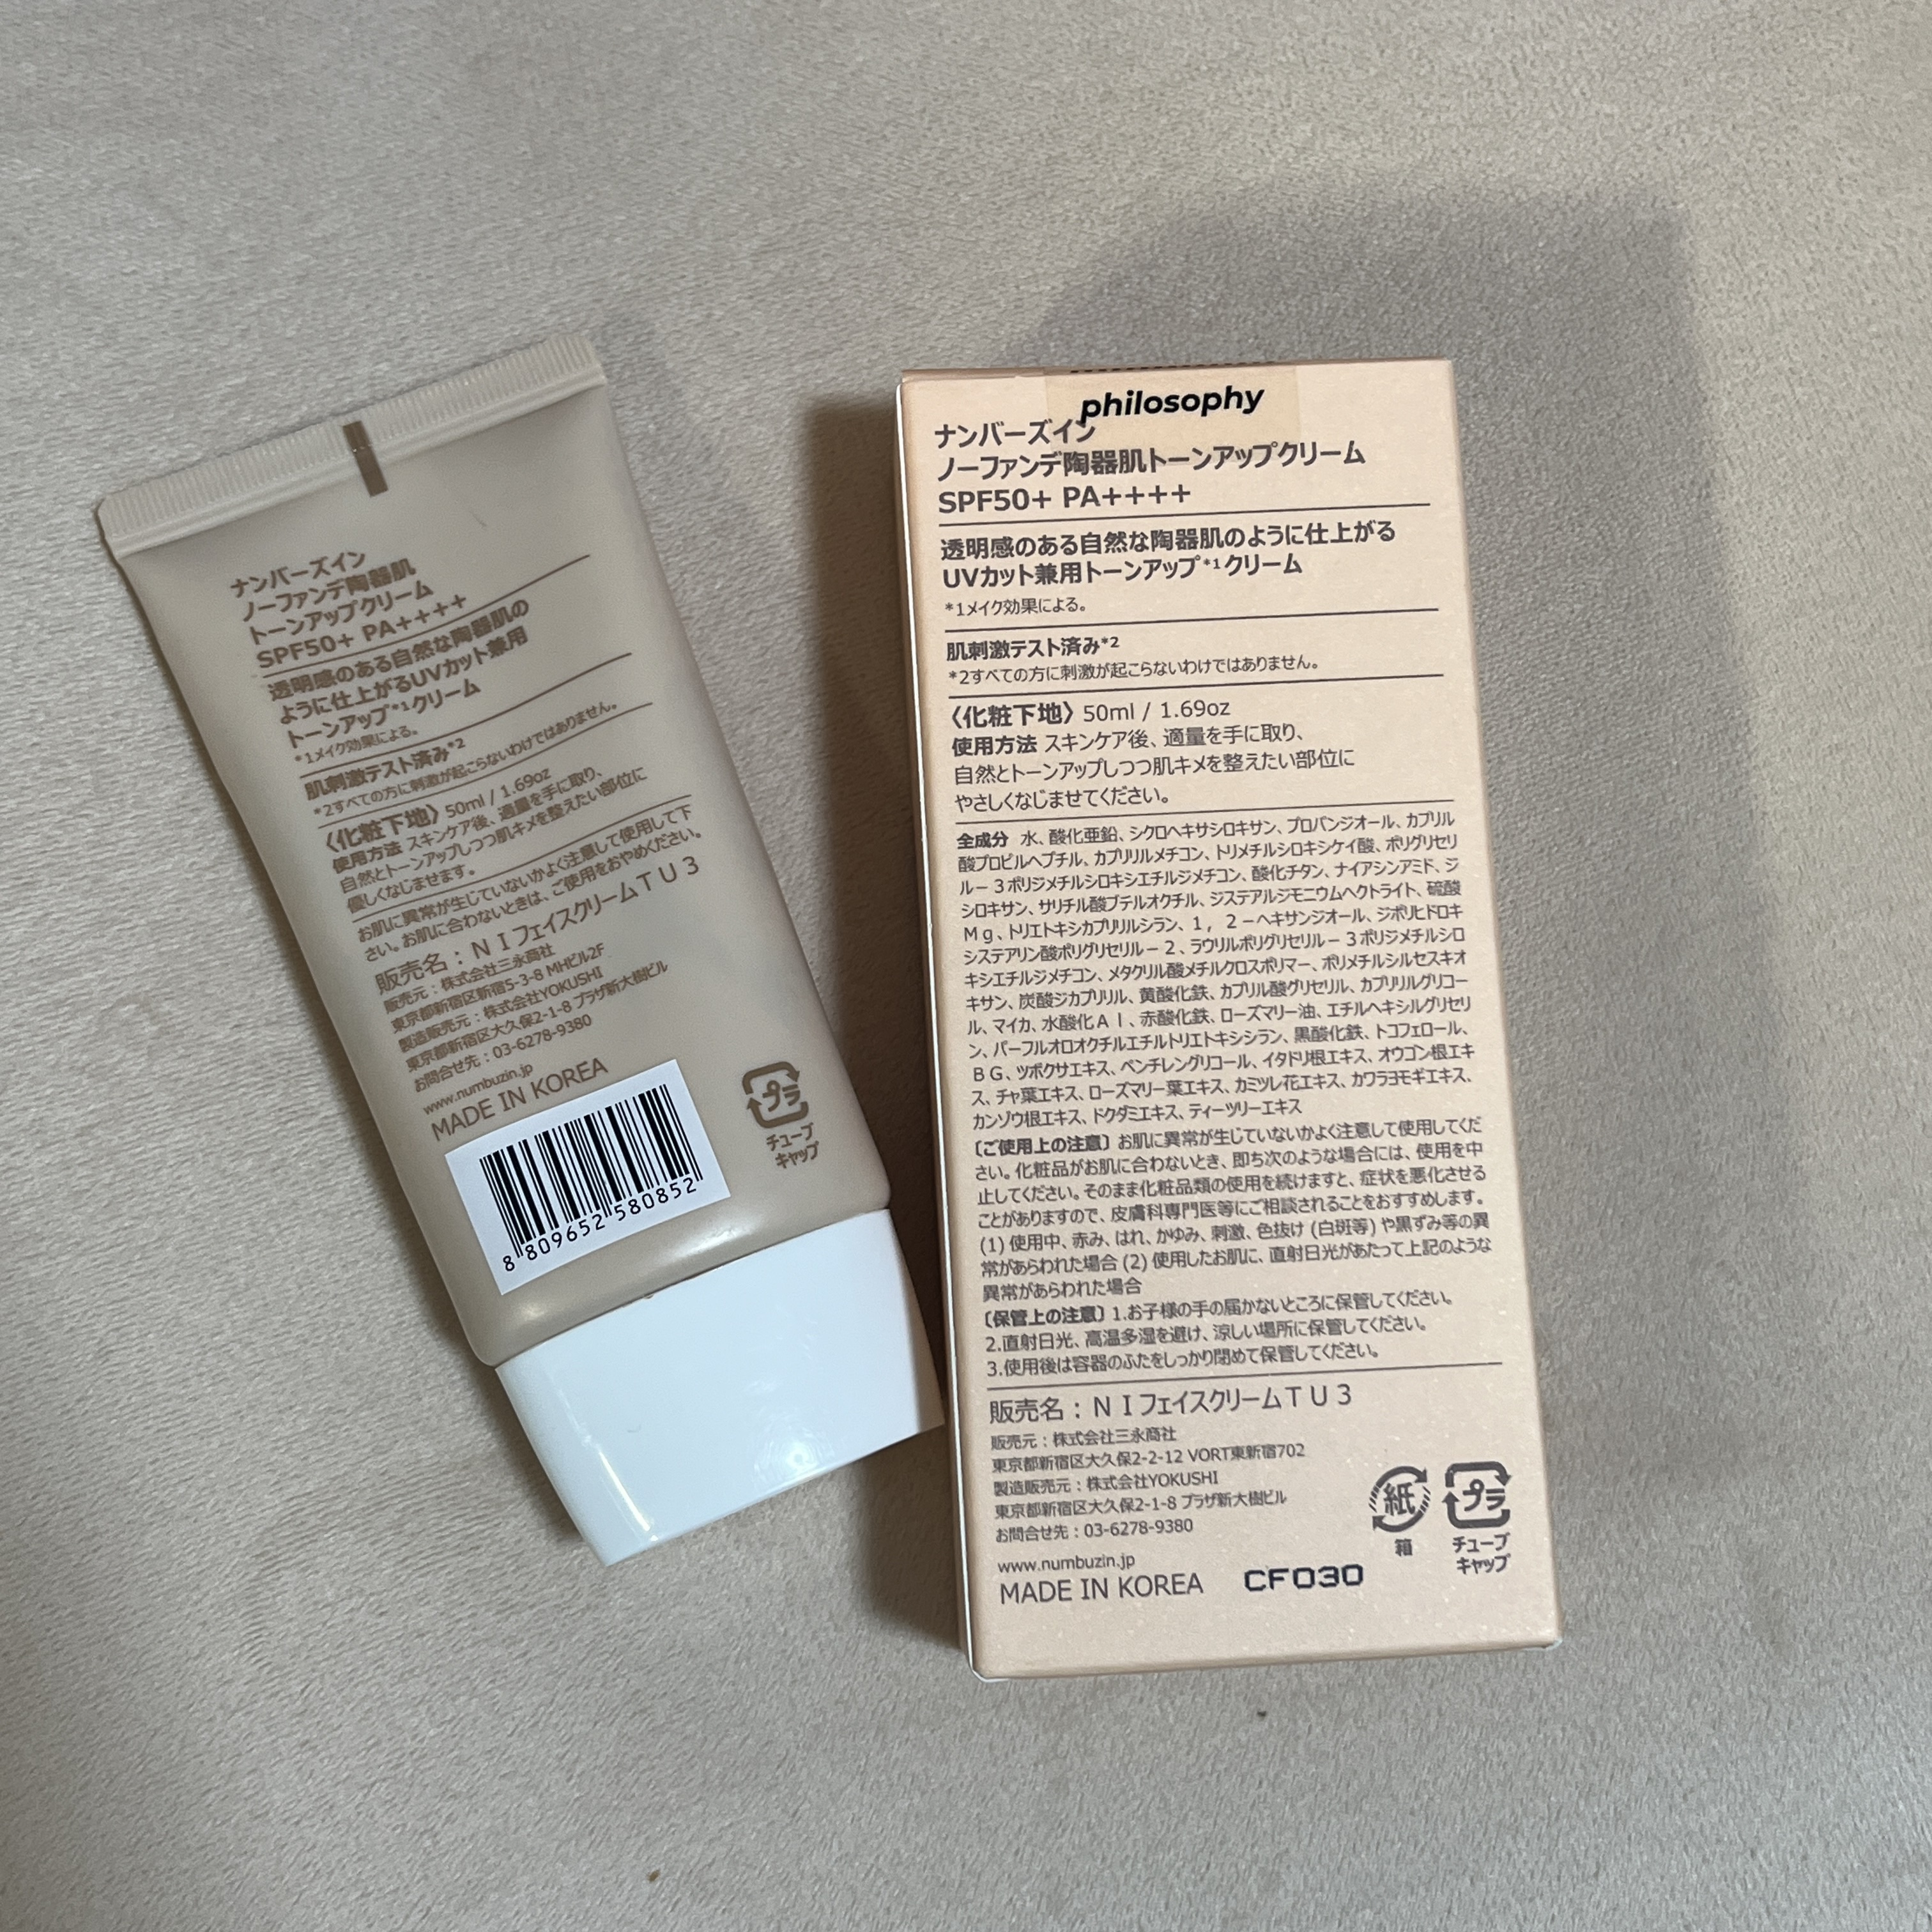 ナンバーズイン
ノーファンデ陶器肌
トーンアップクリーム
SPF50+ PA++++
透明感のある自然な陶器肌の
ように仕上がるUVカット兼用
トーンアップ*1クリーム
*1メイク効果による。
肌刺激テスト済み*2
*2すべての方に刺激が起こらないわけではありません。
〈化粧下地〉50ml / 1.69oz
使用方法 スキンケア後、適量を手に取り、
自然とトーンアップしつつ肌キメを整えたい部位に
優しくなじませます。
お肌に異常が生じていないかよく注意して使用して下
さい。お肌に合わないときは、ご使用をおやめください。
販売名：ＮＩフェイスクリームＴＵ３
販売元：株式会社三永商社
東京都新宿区新宿5-3-8 MHビル2F
製造販売元：株式会社YOKUSHI
東京都新宿区大久保2-1-8 プラザ新大樹ビル
お問合せ先：03-6278-9380
www.numbuzin.jp
MADE IN KOREA
8 809652 580852
プラ
チューブ
キャップ
philosophy
ナンバーズイン
ノーファンデ陶器肌トーンアップクリーム
SPF50+ PA++++
透明感のある自然な陶器肌のように仕上がる
UVカット兼用トーンアップ*1クリーム
*1メイク効果による。
肌刺激テスト済み*2
*2すべての方に刺激が起こらないわけではありません。
〈化粧下地〉50ml / 1.69oz
使用方法 スキンケア後、適量を手に取り、
自然とトーンアップしつつ肌キメを整えたい部位に
やさしくなじませてください。
全成分 水、酸化亜鉛、シクロヘキサシロキサン、プロパンジオール、カプリル
酸プロピルヘプチル、カプリリルメチコン、トリメチルシロキシケイ酸、ポリグリセリ
ル－３ポリジメチルシロキシエチルジメチコン、酸化チタン、ナイアシンアミド、ジ
シロキサン、サリチル酸ブチルオクチル、ジステアルジモニウムヘクトライト、硫酸
Ｍｇ、トリエトキシカプリリルシラン、１，２－ヘキサンジオール、ジポリヒドロキ
システアリン酸ポリグリセリル－２、ラウリルポリグリセリル－３ポリジメチルシロ
キシエチルジメチコン、メタクリル酸メチルクロスポリマー、ポリメチルシルセスキオ
キサン、炭酸ジカプリリル、黄酸化鉄、カプリル酸グリセリル、カプリリルグリコー
ル、マイカ、水酸化Ａｌ、赤酸化鉄、ローズマリー油、エチルヘキシルグリセリ
ン、パーフルオロオクチルエチルトリエトキシシラン、黒酸化鉄、トコフェロール、
ＢＧ、ツボクサエキス、ペンチレングリコール、イタドリ根エキス、オウゴン根エキ
ス、チャ葉エキス、ローズマリー葉エキス、カミツレ花エキス、カワラヨモギエキス、
カンゾウ根エキス、ドクダミエキス、ティーツリーエキス
〔ご使用上の注意〕お肌に異常が生じていないかよく注意して使用してくだ
さい。化粧品がお肌に合わないとき、即ち次のような場合には、使用を中
止してください。そのまま化粧品類の使用を続けますと、症状を悪化させる
ことがありますので、皮膚科専門医等にご相談されることをおすすめします。
(1) 使用中、赤み、はれ、かゆみ、刺激、色抜け (白斑等) や黒ずみ等の異
常があらわれた場合 (2) 使用したお肌に、直射日光があたって上記のような
異常があらわれた場合
〔保管上の注意〕1.お子様の手の届かないところに保管してください。
2.直射日光、高温多湿を避け、涼しい場所に保管してください。
3.使用後は容器のふたをしっかり閉めて保管してください。
販売名：ＮＩフェイスクリームＴＵ３
販売元：株式会社三永商社
東京都新宿区大久保2-2-12 VORT東新宿702
製造販売元：株式会社YOKUSHI
東京都新宿区大久保2-1-8 プラザ新大樹ビル
お問合せ先：03-6278-9380
www.numbuzin.jp
MADE IN KOREA CF030
紙
箱
プラ
チューブ
キャップ